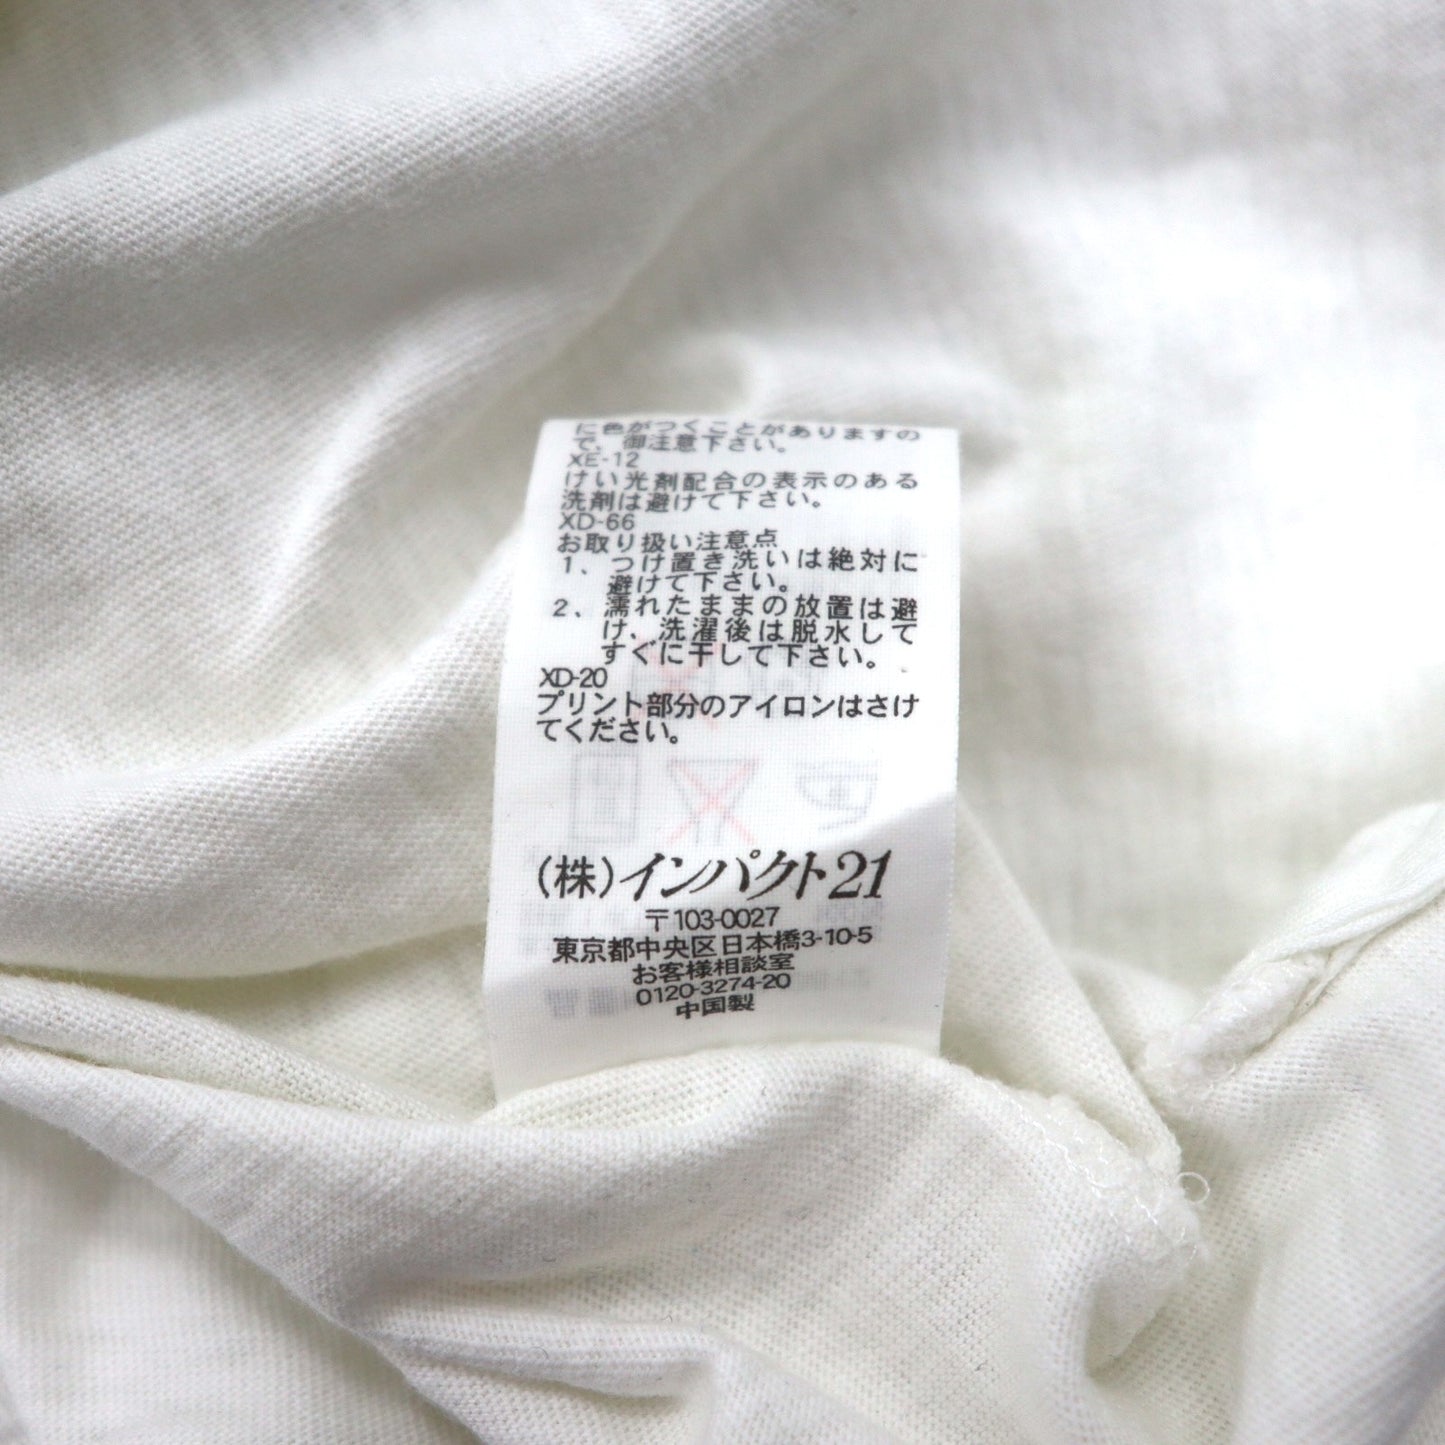 に色がつくことがありますの
で、御注意下さい。
XE-12
けい光剤配合の表示のある
洗剤は避けて下さい。
XD-66
お取り扱い注意点
1、つけ置き洗いは絶対に
避けて下さい。
2、濡れたままの放置は避
け、洗濯後は脱水して
すぐに干して下さい。
XD-20
プリント部分のアイロンはさけ
てください。
(株)インパクト21
〒103-0027
東京都中央区日本橋3-10-5
お客様相談室
0120-3274-20
中国製